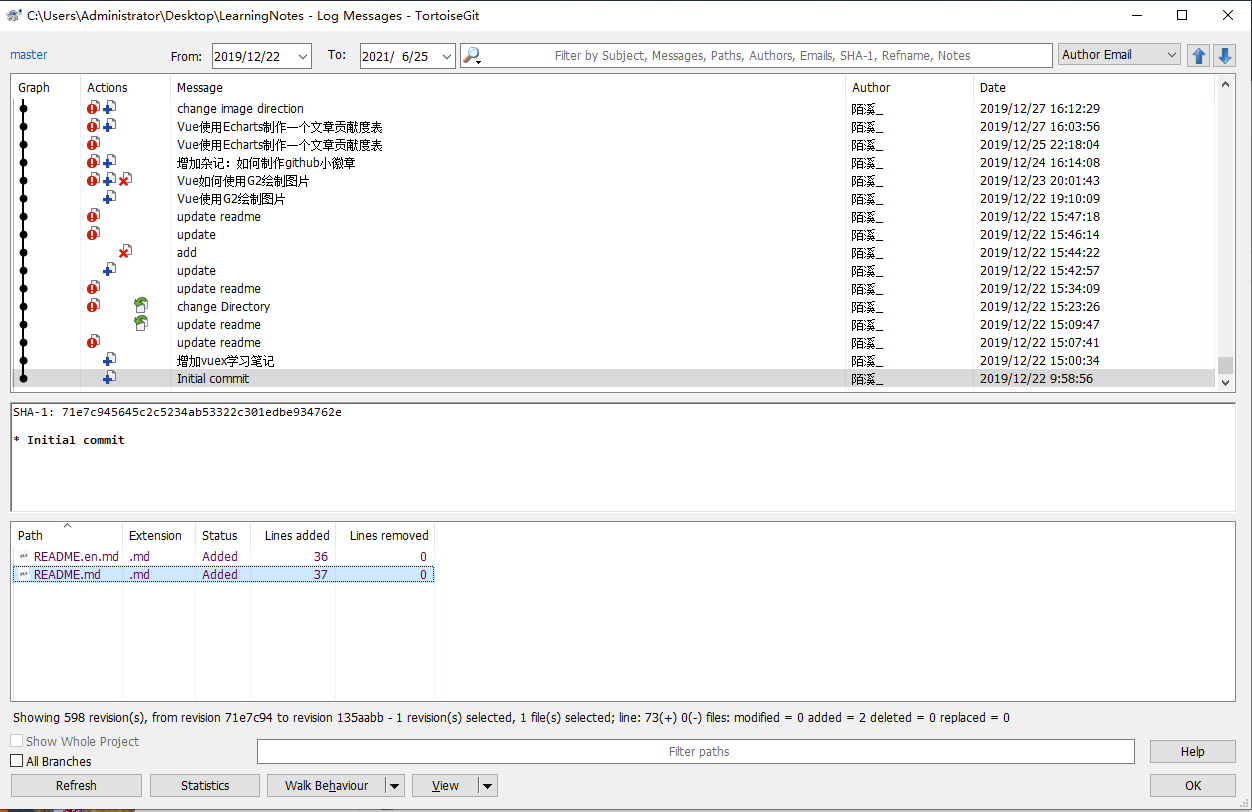 C:\Users\Administrator\Desktop\LearningNotes - Log Messages - TortoiseGit
master From: 2019/12/22 To: 2021/ 6/25 Filter by Subject, Messages, Paths, Authors, Emails, SHA-1, Refname, Notes Author Email
Graph Actions Message Author Date
change image direction 陌溪_ 2019/12/27 16:12:29
Vue使用Echarts制作一个文章贡献度表 陌溪_ 2019/12/27 16:03:56
Vue使用Echarts制作一个文章贡献度表 陌溪_ 2019/12/25 22:18:04
增加杂记：如何制作github小徽章 陌溪_ 2019/12/24 16:14:08
Vue如何使用G2绘制图片 陌溪_ 2019/12/23 20:01:43
Vue使用G2绘制图片 陌溪_ 2019/12/22 19:10:09
update readme 陌溪_ 2019/12/22 15:47:18
update 陌溪_ 2019/12/22 15:46:14
add 陌溪_ 2019/12/22 15:44:22
update 陌溪_ 2019/12/22 15:42:57
update readme 陌溪_ 2019/12/22 15:34:09
change Directory 陌溪_ 2019/12/22 15:23:26
update readme 陌溪_ 2019/12/22 15:09:47
update readme 陌溪_ 2019/12/22 15:07:41
增加vuex学习笔记 陌溪_ 2019/12/22 15:00:34
Initial commit 陌溪_ 2019/12/22 9:58:56
SHA-1: 71e7c945645c2c5234ab53322c301edbe934762e
* Initial commit
Path Extension Status Lines added Lines removed
README.en.md .md Added 36 0
README.md .md Added 37 0
Showing 598 revision(s), from revision 71e7c94 to revision 135aabb - 1 revision(s) selected, 1 file(s) selected; line: 73(+) 0(-) files: modified = 0 added = 2 deleted = 0 replaced = 0
Show Whole Project
All Branches Filter paths Help
Refresh Statistics Walk Behaviour View OK